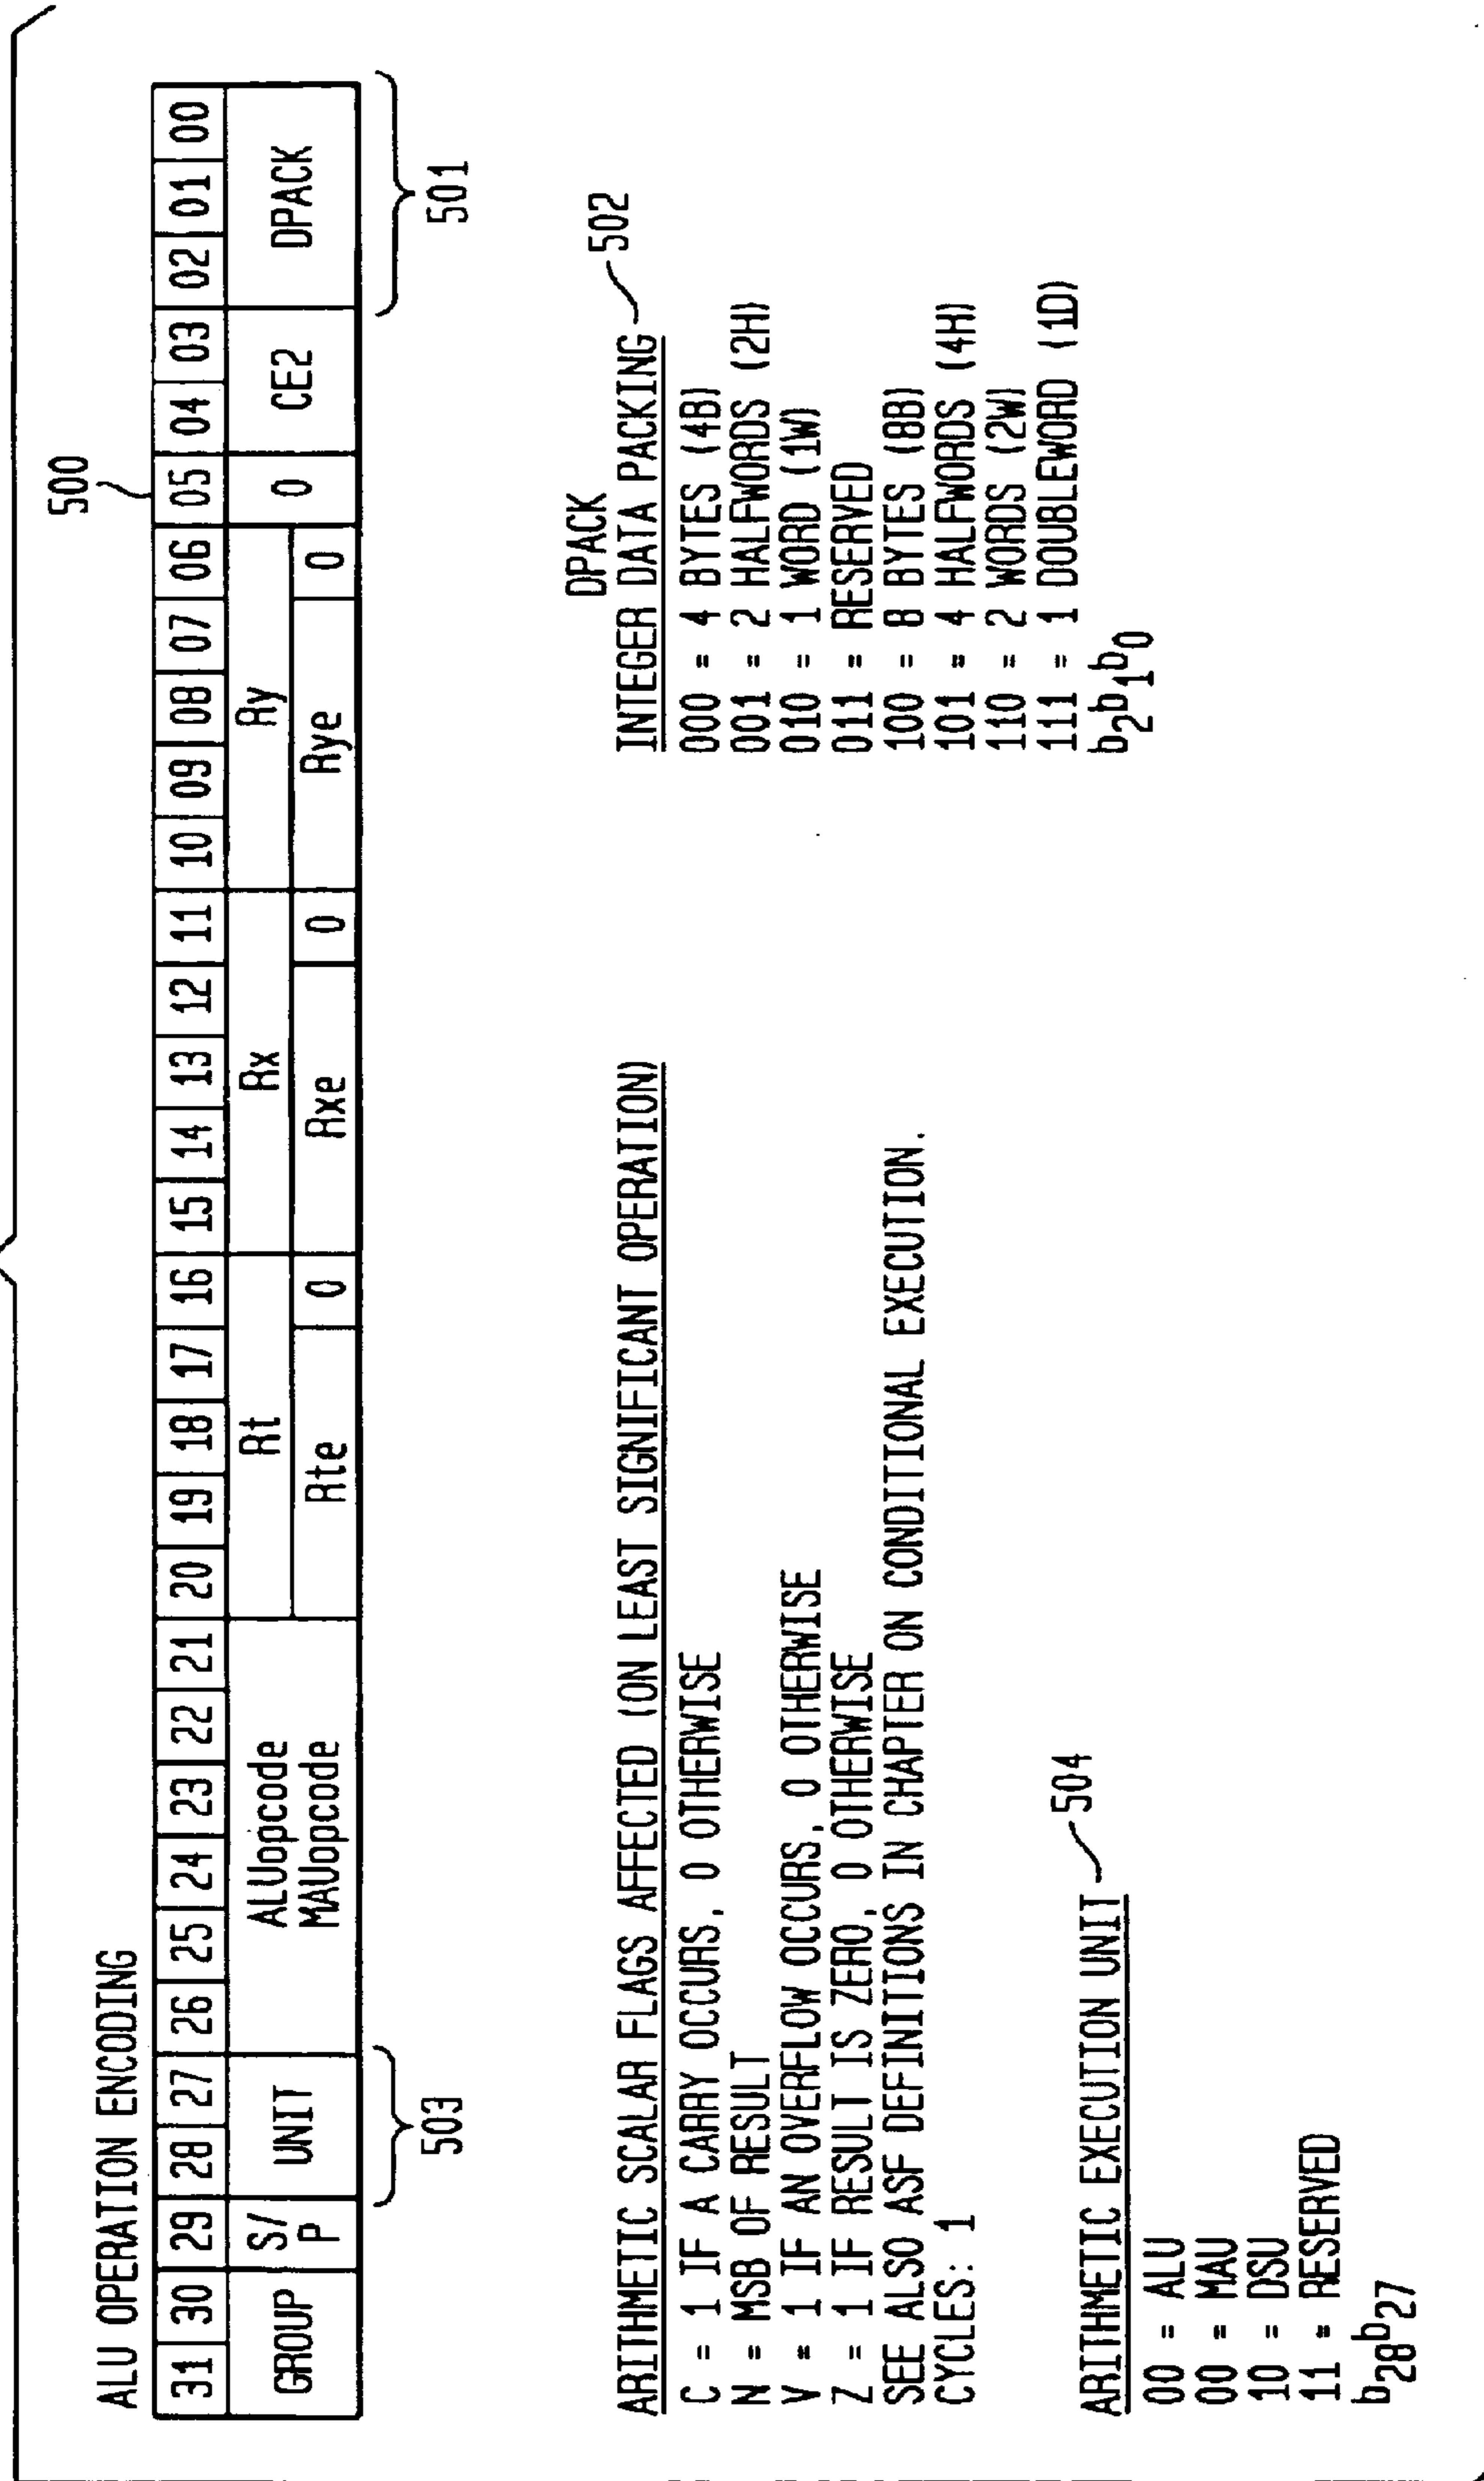 ALU OPERATION ENCODING
500
31 30 29 28 27 26 25 24 23 22 21 20 19 18 17 16 15 14 13 12 11 10 09 08 07 06 05 04 03 02 01 00
GROUP S/P UNIT ALUopcode MAUopcode Rt Rx Ry 0 CE2 DPACK
Rte 0 Rxe 0 Rye 0
503
501
ARITHMETIC SCALAR FLAGS AFFECTED (ON LEAST SIGNIFICANT OPERATION)
C = 1 IF A CARRY OCCURS, 0 OTHERWISE
N = MSB OF RESULT
V = 1 IF AN OVERFLOW OCCURS, 0 OTHERWISE
Z = 1 IF RESULT IS ZERO, 0 OTHERWISE
SEE ALSO ASF DEFINITIONS IN CHAPTER ON CONDITIONAL EXECUTION.
CYCLES: 1
DPACK
INTEGER DATA PACKING 502
000 = 4 BYTES (4B)
001 = 2 HALFWORDS (2H)
010 = 1 WORD (1W)
011 = RESERVED
100 = 8 BYTES (8B)
101 = 4 HALFWORDS (4H)
110 = 2 WORDS (2W)
111 = 1 DOUBLEWORD (1D)
b2b1b0
ARITHMETIC EXECUTION UNIT 504
00 = ALU
00 = MAU
10 = DSU
11 = RESERVED
b28b27